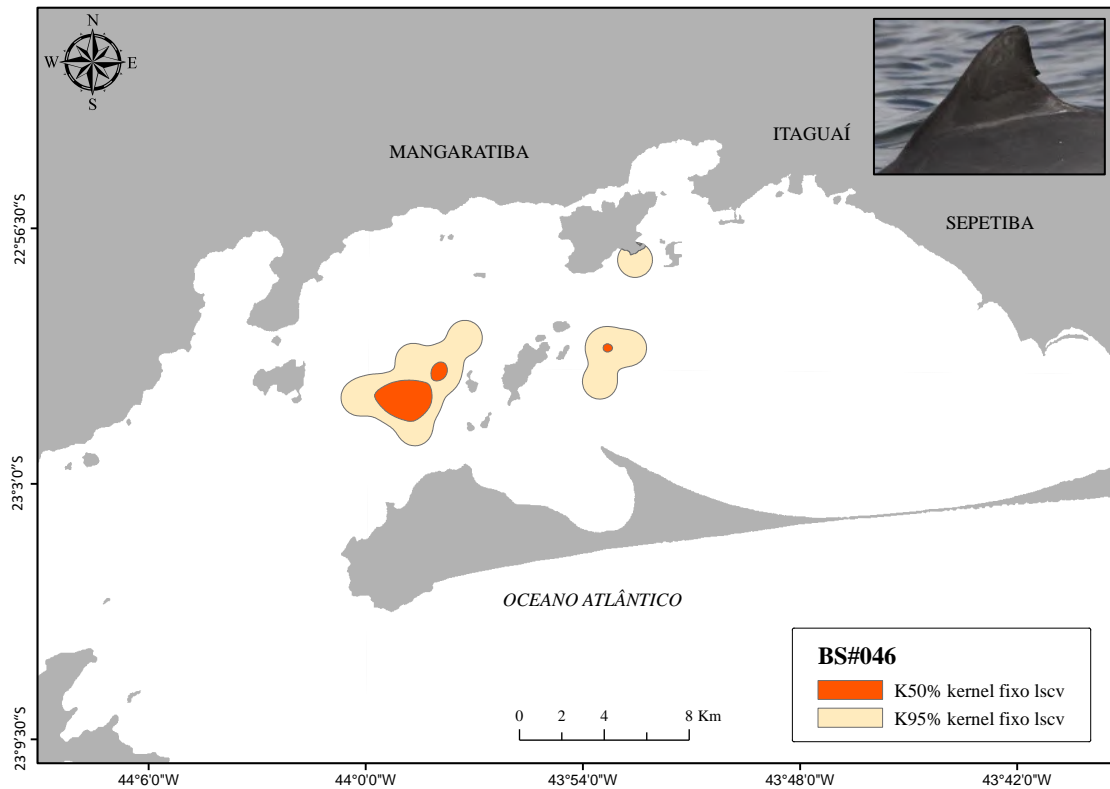 N
W E
S
ITAGUAÍ
MANGARATIBA
SEPETIBA
22°56'30"S
23°3'0"S
23°9'30"S
OCEANO ATLÂNTICO
BS#046
K50% kernel fixo lscv
K95% kernel fixo lscv
0 2 4 8 Km
44°6'0"W 44°0'0"W 43°54'0"W 43°48'0"W 43°42'0"W